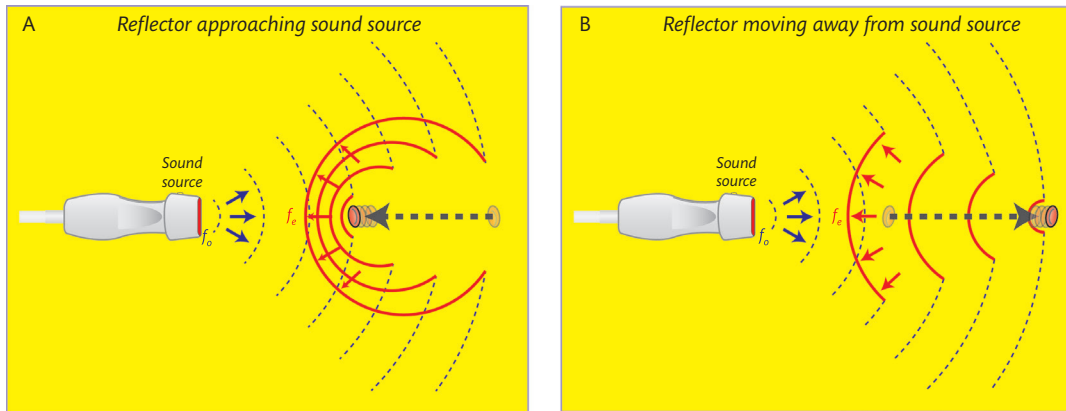 A
Reflector approaching sound source
Sound
source
fo
fe
B
Reflector moving away from sound source
Sound
source
fo
fe